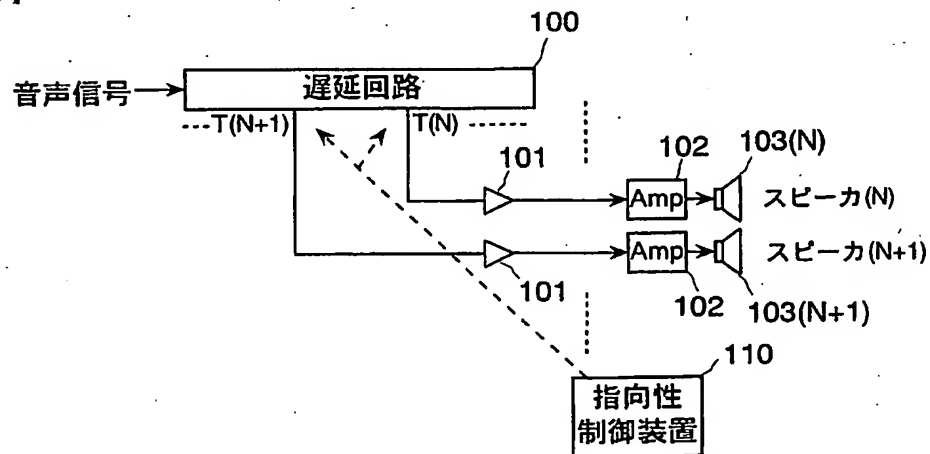 100
音声信号
遅延回路
T(N+1)
T(N)
101
102
103(N)
Amp
スピーカ(N)
Amp
スピーカ(N+1)
101
102
103(N+1)
110
指向性
制御装置